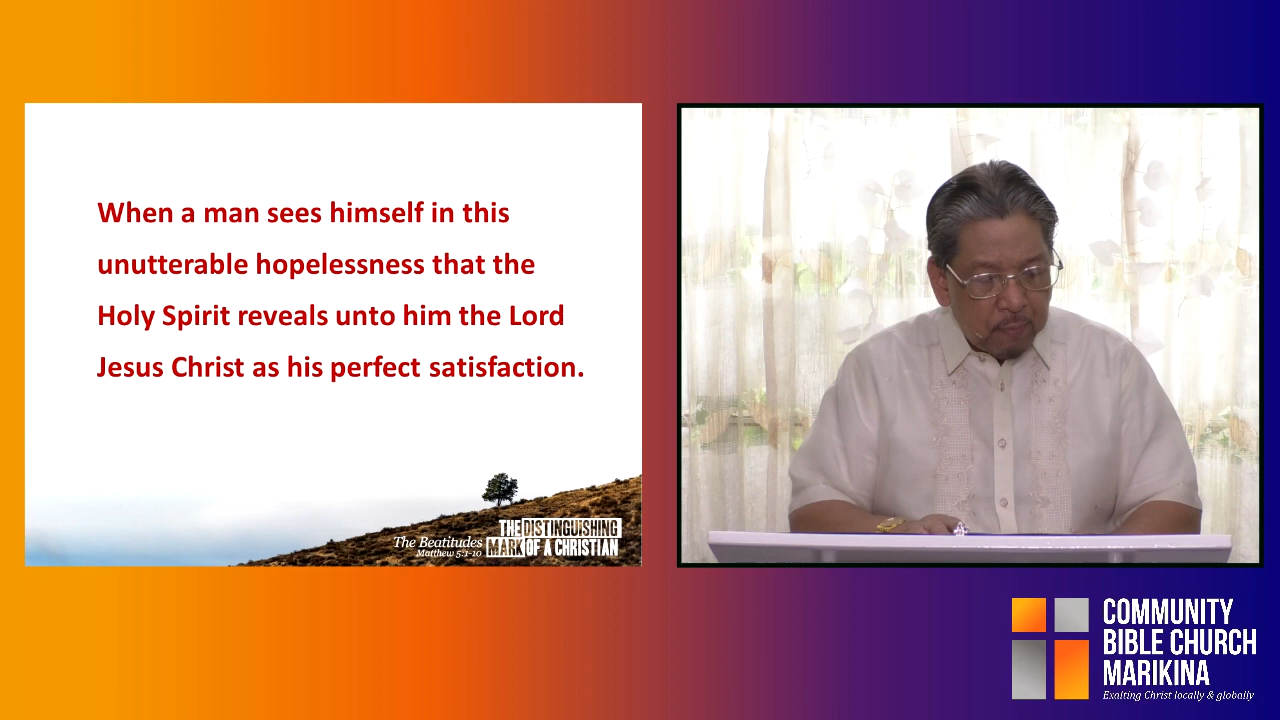 When a man sees himself in this
unutterable hopelessness that the
Holy Spirit reveals unto him the Lord
Jesus Christ as his perfect satisfaction.
The Beatitudes
Matthew 5:1-10
THE DISTINGUISHING
MARK OF A CHRISTIAN
COMMUNITY
BIBLE CHURCH
MARIKINA
Exalting Christ locally & globally